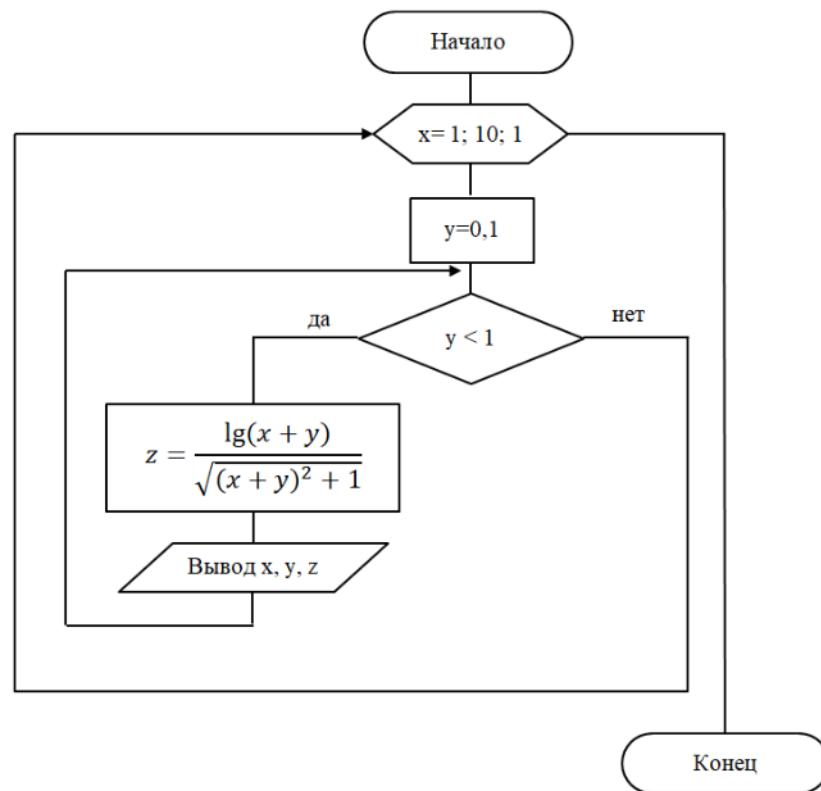 Начало
x= 1; 10; 1
y=0,1
да
нет
y < 1
z = lg(x + y) / √((x + y)² + 1)
Вывод x, y, z
Конец